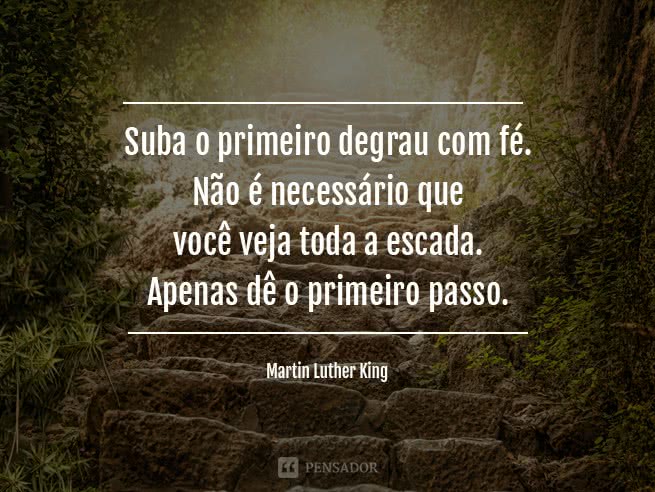 Suba o primeiro degrau com fé.
Não é necessário que
você veja toda a escada.
Apenas dê o primeiro passo.
Martin Luther King
PENSADOR